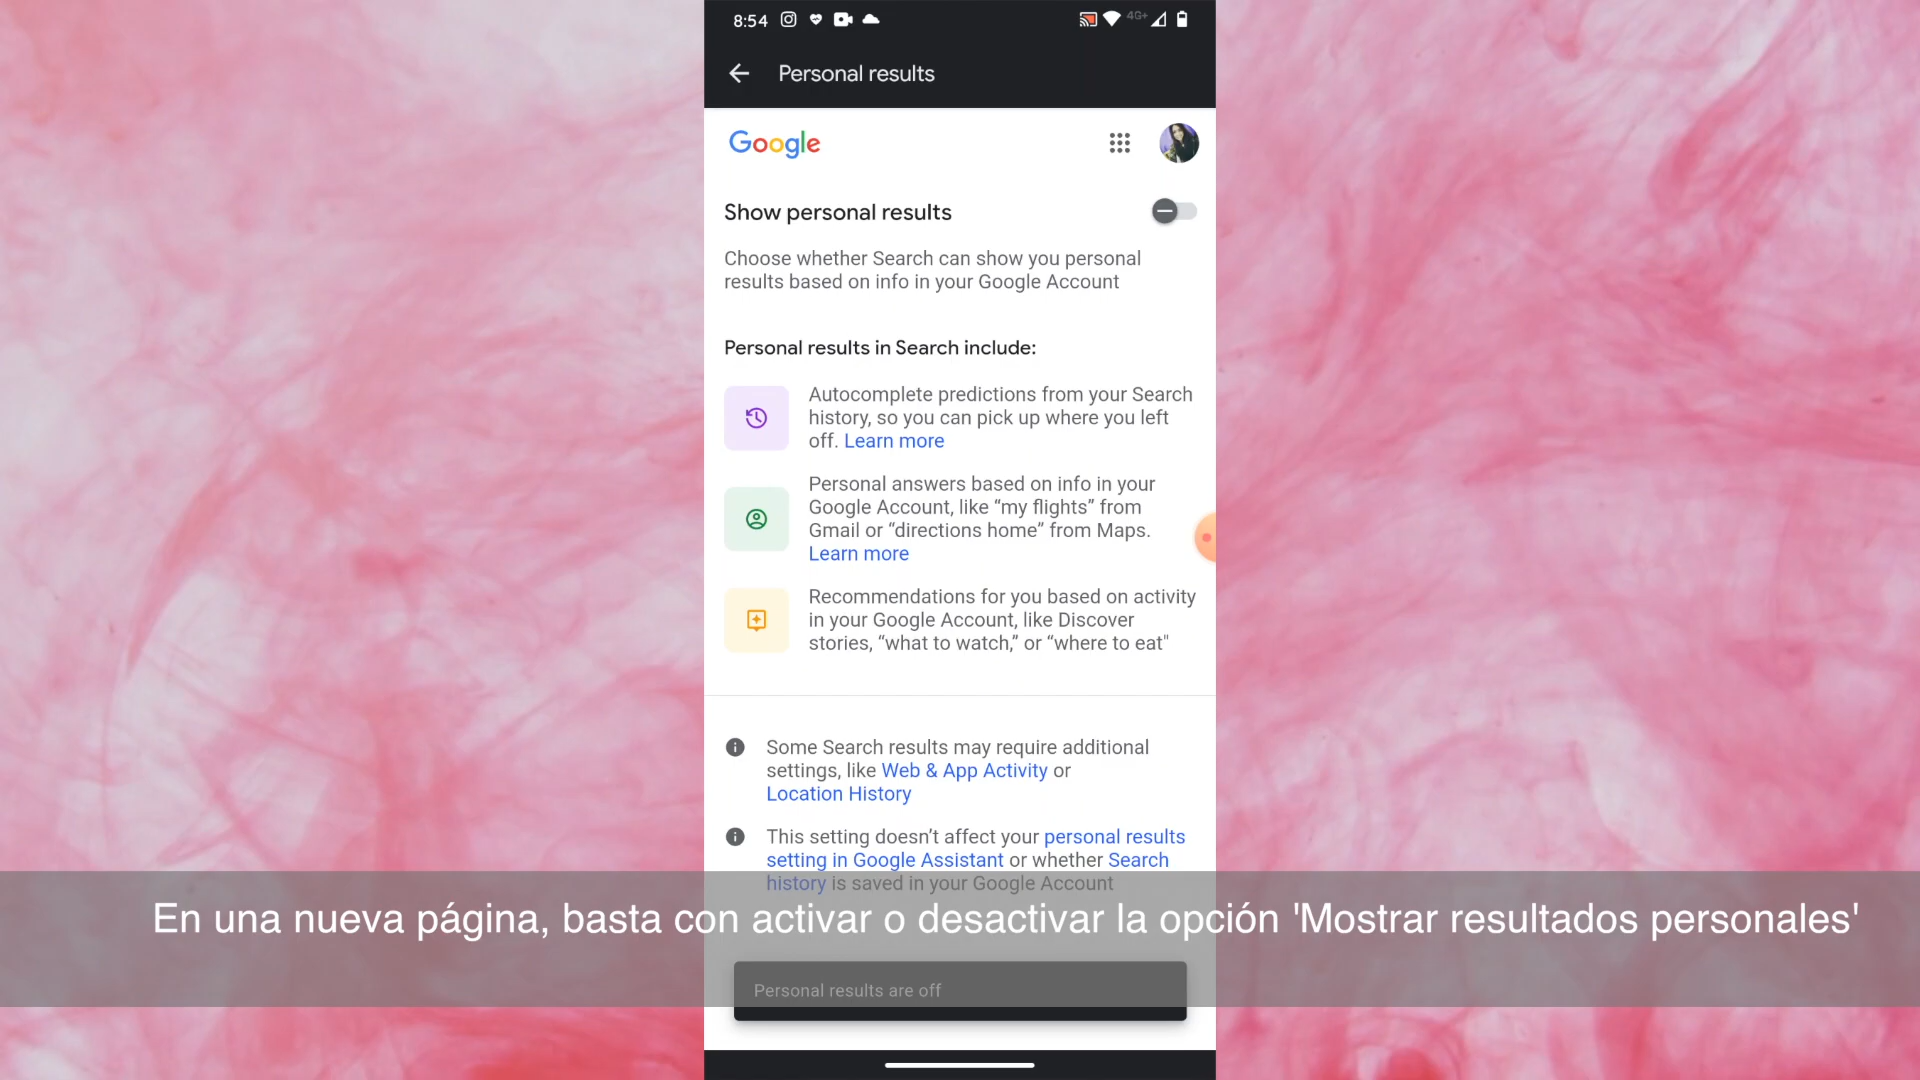 8:54
4G+
Personal results
Google
Show personal results
Choose whether Search can show you personal
results based on info in your Google Account
Personal results in Search include:
Autocomplete predictions from your Search
history, so you can pick up where you left
off. Learn more
Personal answers based on info in your
Google Account, like “my flights” from
Gmail or “directions home” from Maps.
Learn more
Recommendations for you based on activity
in your Google Account, like Discover
stories, “what to watch,” or “where to eat"
Some Search results may require additional
settings, like Web & App Activity or
Location History
This setting doesn’t affect your personal results
setting in Google Assistant or whether Search
history is saved in your Google Account
En una nueva página, basta con activar o desactivar la opción 'Mostrar resultados personales'
Personal results are off